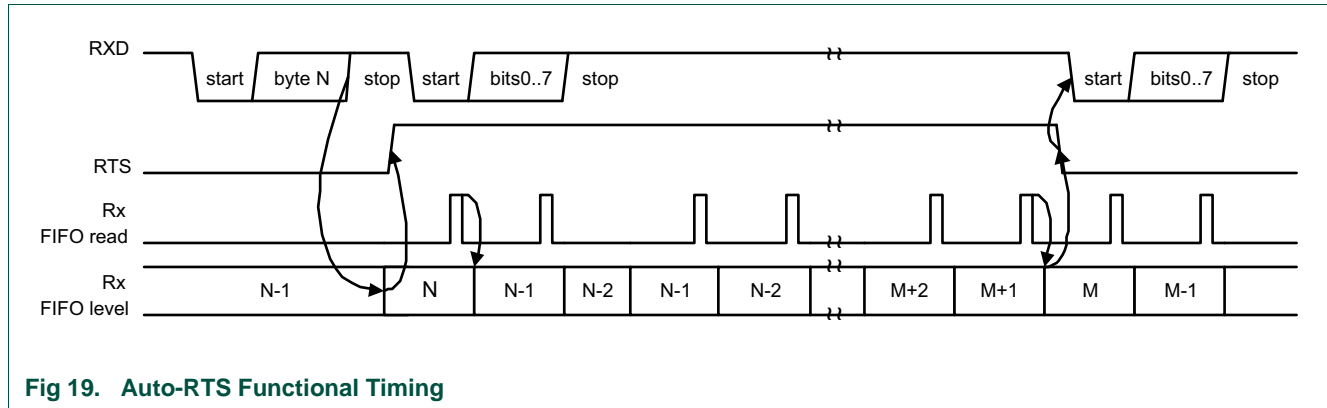 RXD
start byte N stop start bits0..7 stop start bits0..7 stop
RTS
Rx
FIFO read
Rx
FIFO level
N-1 N N-1 N-2 N-1 N-2 M+2 M+1 M M-1
Fig 19. Auto-RTS Functional Timing